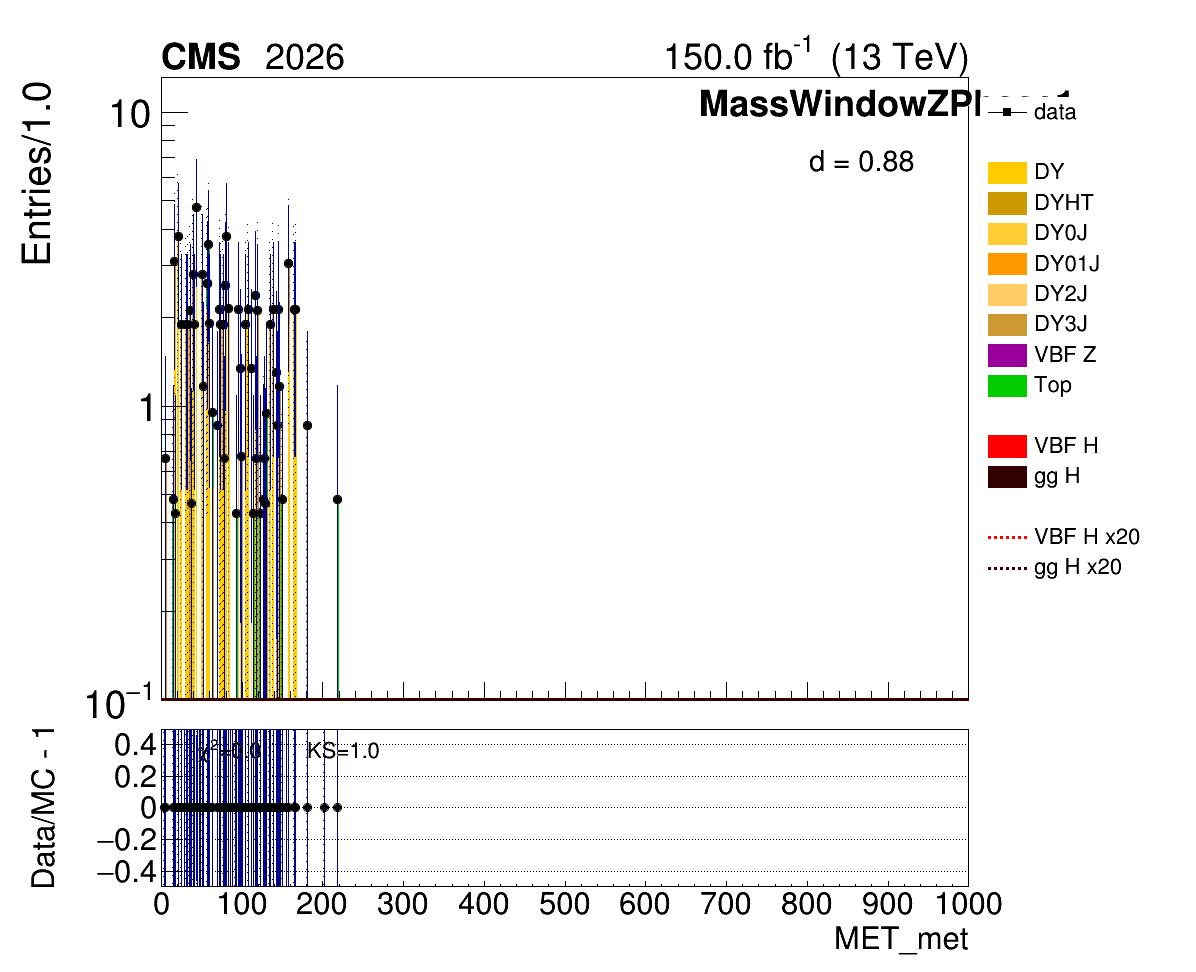 CMS 2026
150.0 fb-1 (13 TeV)
Entries/1.0
d = 0.88
10
1
10−1
data
DY
DYHT
DY0J
DY01J
DY2J
DY3J
VBF Z
Top
VBF H
gg H
VBF H x20
gg H x20
Data/MC - 1
χ2=0.0 KS=1.0
0.4
0.2
0
−0.2
−0.4
0 100 200 300 400 500 600 700 800 900 1000
MET_met